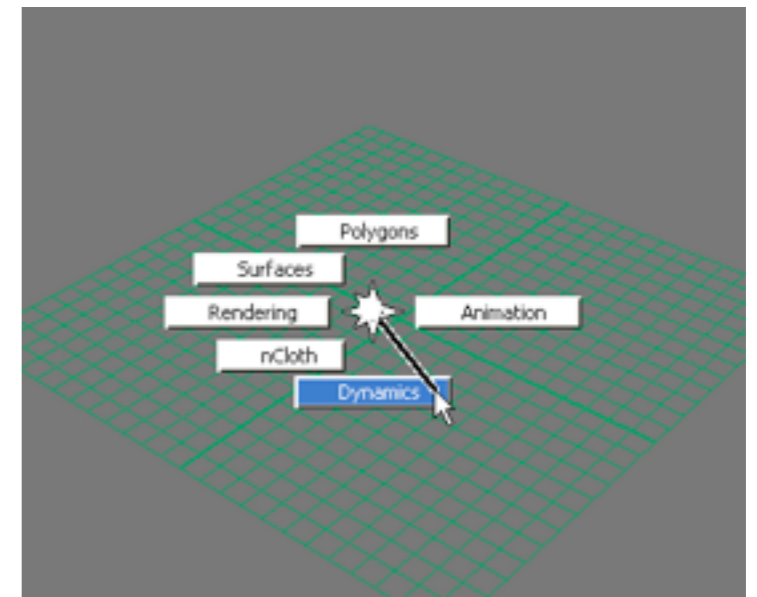 Polygons
Surfaces
Rendering
Animation
nCloth
Dynamics